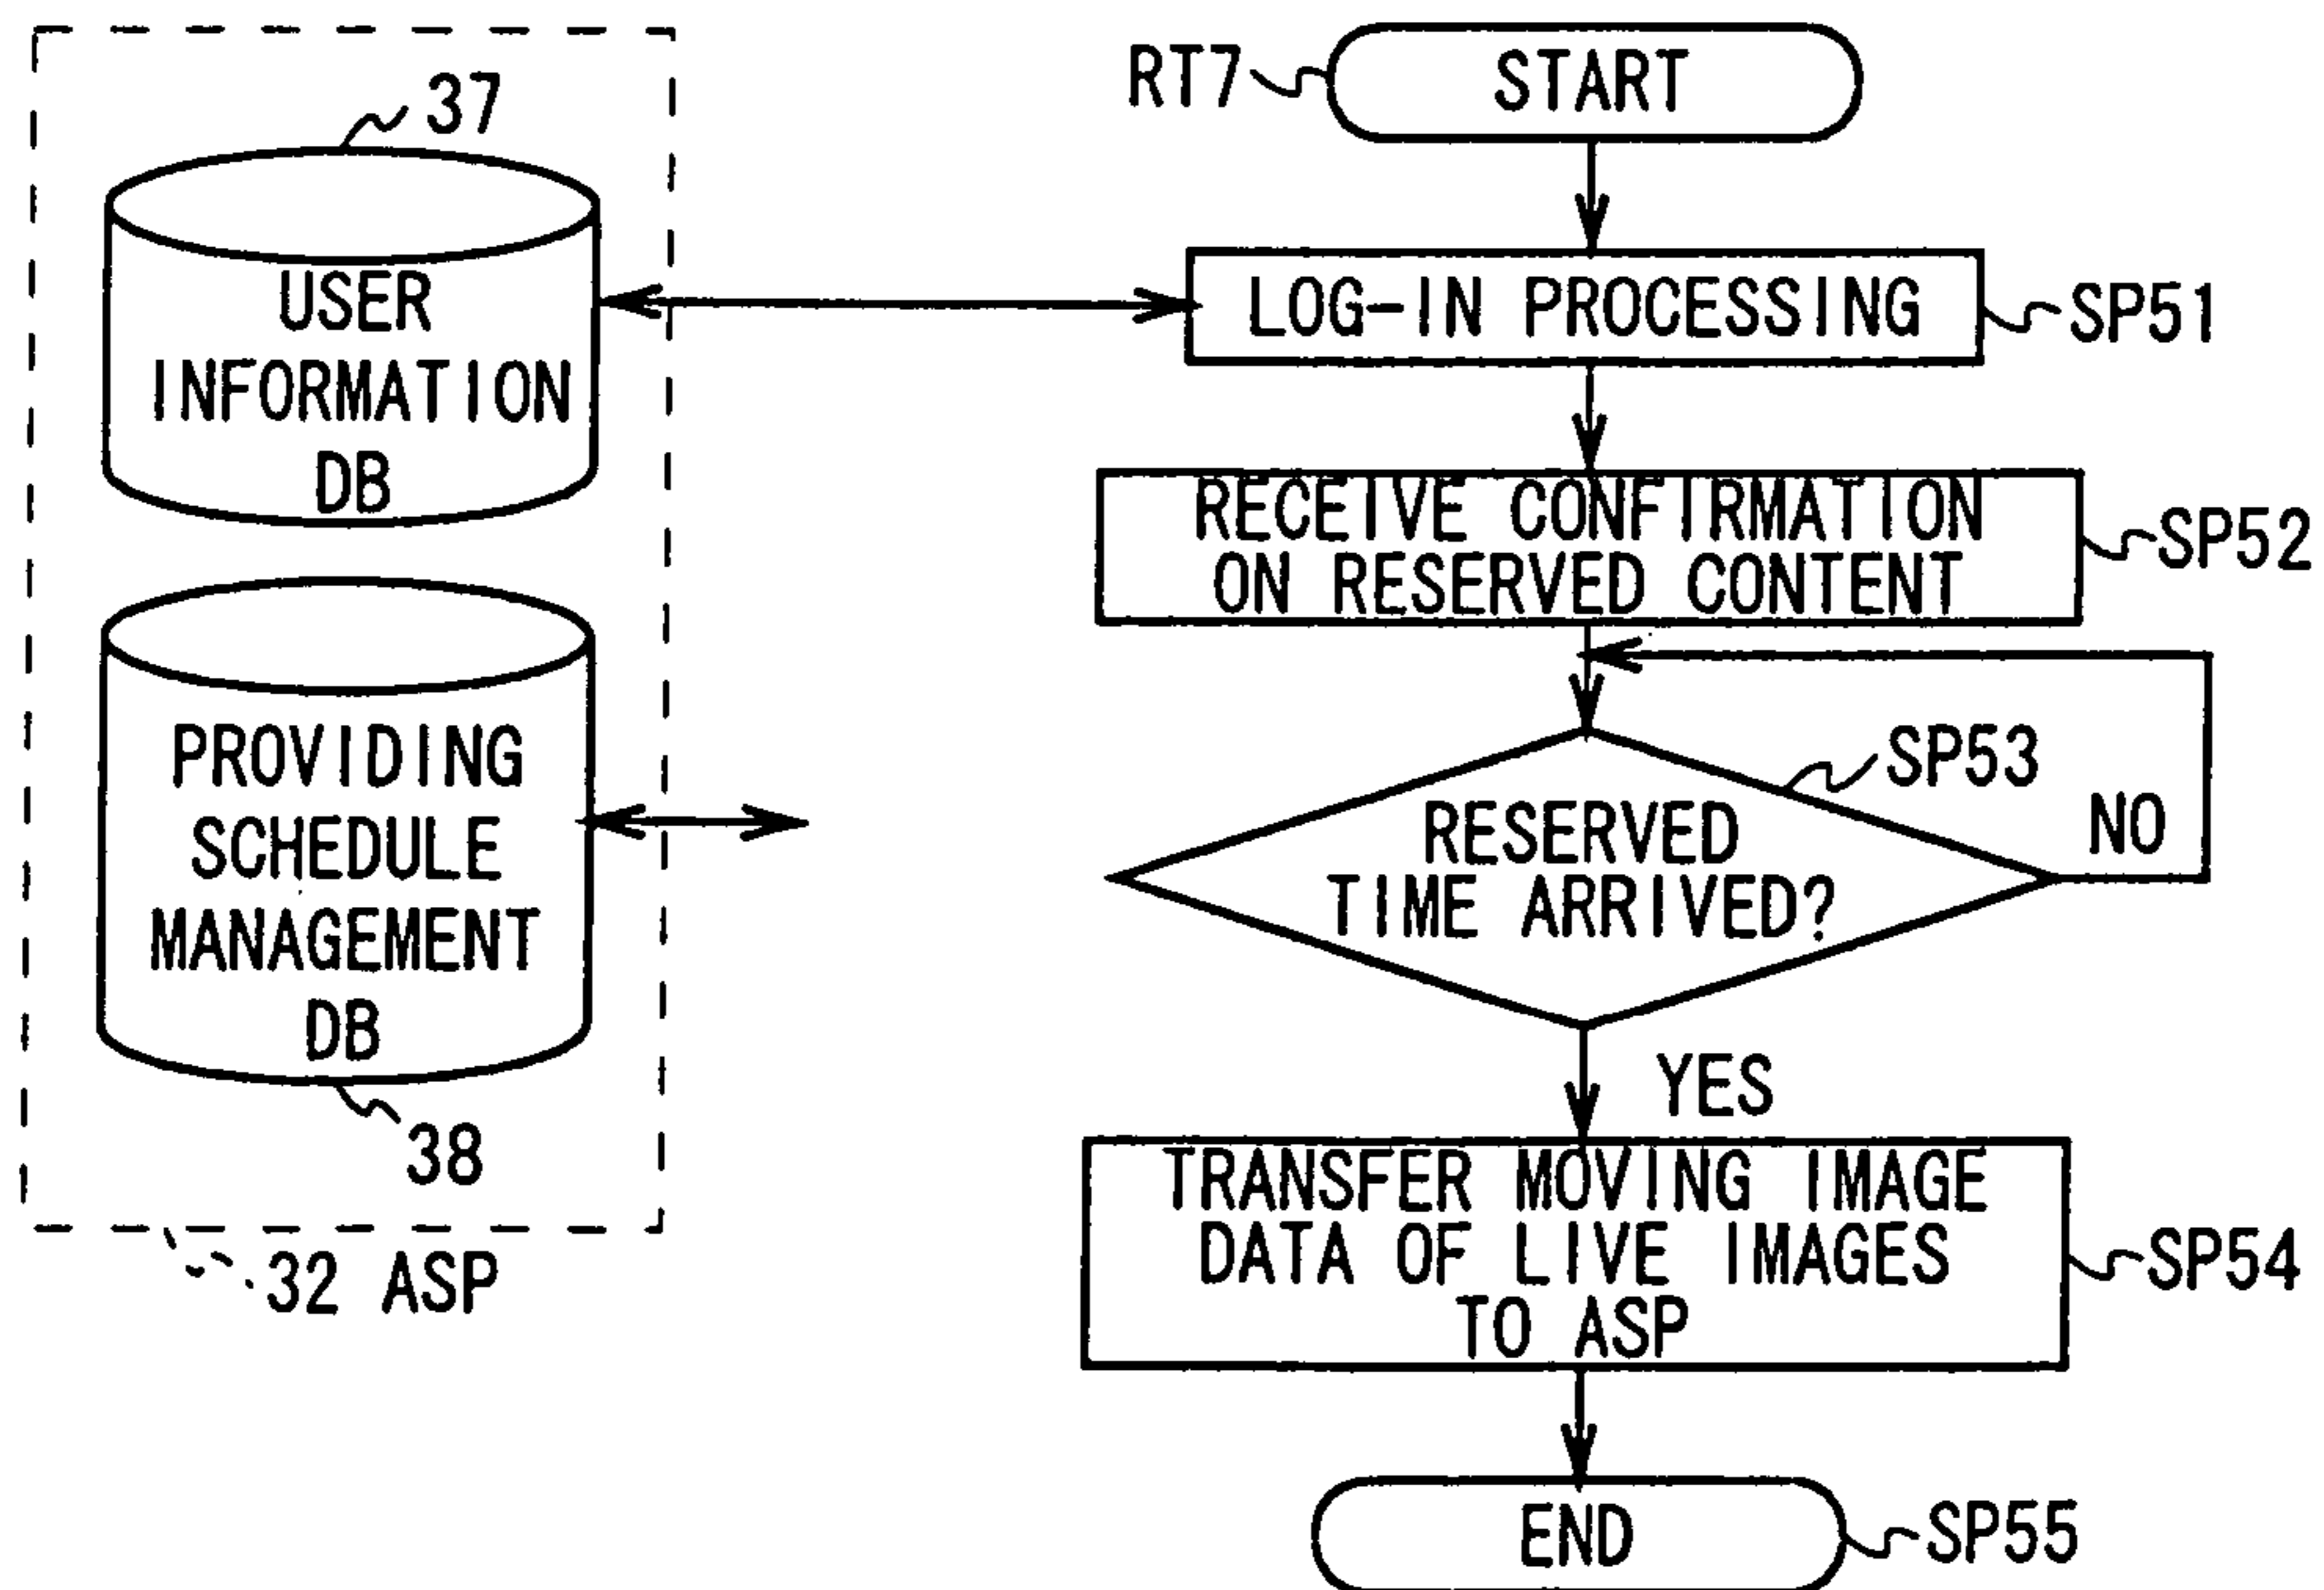 37
USER
INFORMATION
DB
PROVIDING
SCHEDULE
MANAGEMENT
DB
38
32 ASP
RT7
START
LOG-IN PROCESSING
SP51
RECEIVE CONFIRMATION
ON RESERVED CONTENT
SP52
SP53
RESERVED
TIME ARRIVED?
NO
YES
TRANSFER MOVING IMAGE
DATA OF LIVE IMAGES
TO ASP
SP54
END
SP55